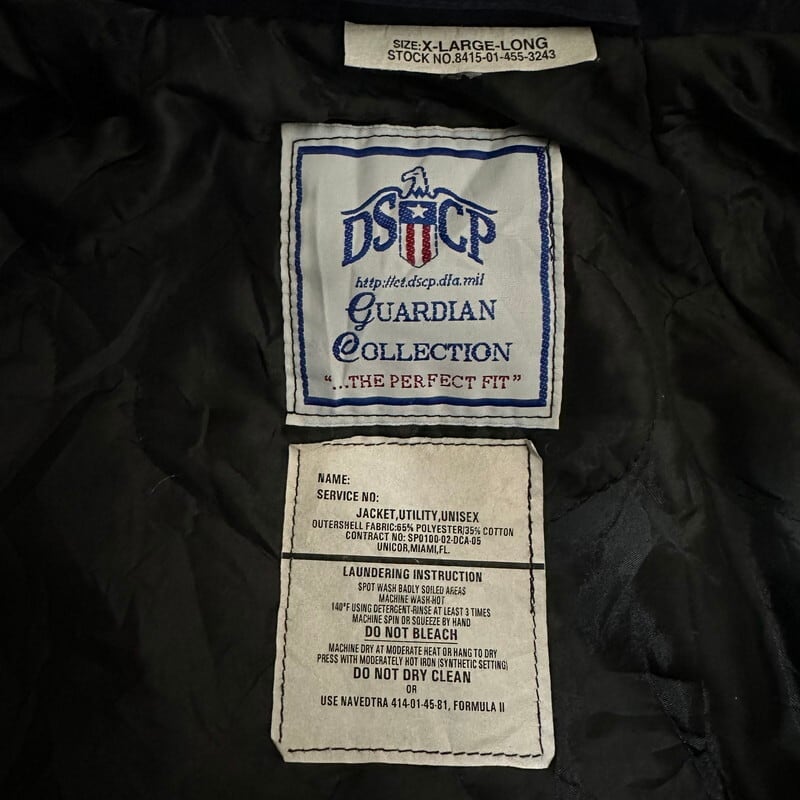 SIZE:X-LARGE-LONG
STOCK NO.8415-01-455-3243
DSCP
http://ct.dscp.dla.mil
GUARDIAN
COLLECTION
"...THE PERFECT FIT"
NAME:
SERVICE NO:
JACKET,UTILITY,UNISEX
OUTERSHELL FABRIC:65% POLYESTER/35% COTTON
CONTRACT NO: SP0100-02-DCA-05
UNICOR,MIAMI,FL.
LAUNDERING INSTRUCTION
SPOT WASH BADLY SOILED AREAS
MACHINE WASH-HOT
140°F USING DETERGENT-RINSE AT LEAST 3 TIMES
MACHINE SPIN OR SQUEEZE BY HAND
DO NOT BLEACH
MACHINE DRY AT MODERATE HEAT OR HANG TO DRY
PRESS WITH MODERATELY HOT IRON (SYNTHETIC SETTING)
DO NOT DRY CLEAN
OR
USE NAVEDTRA 414-01-45-81, FORMULA II